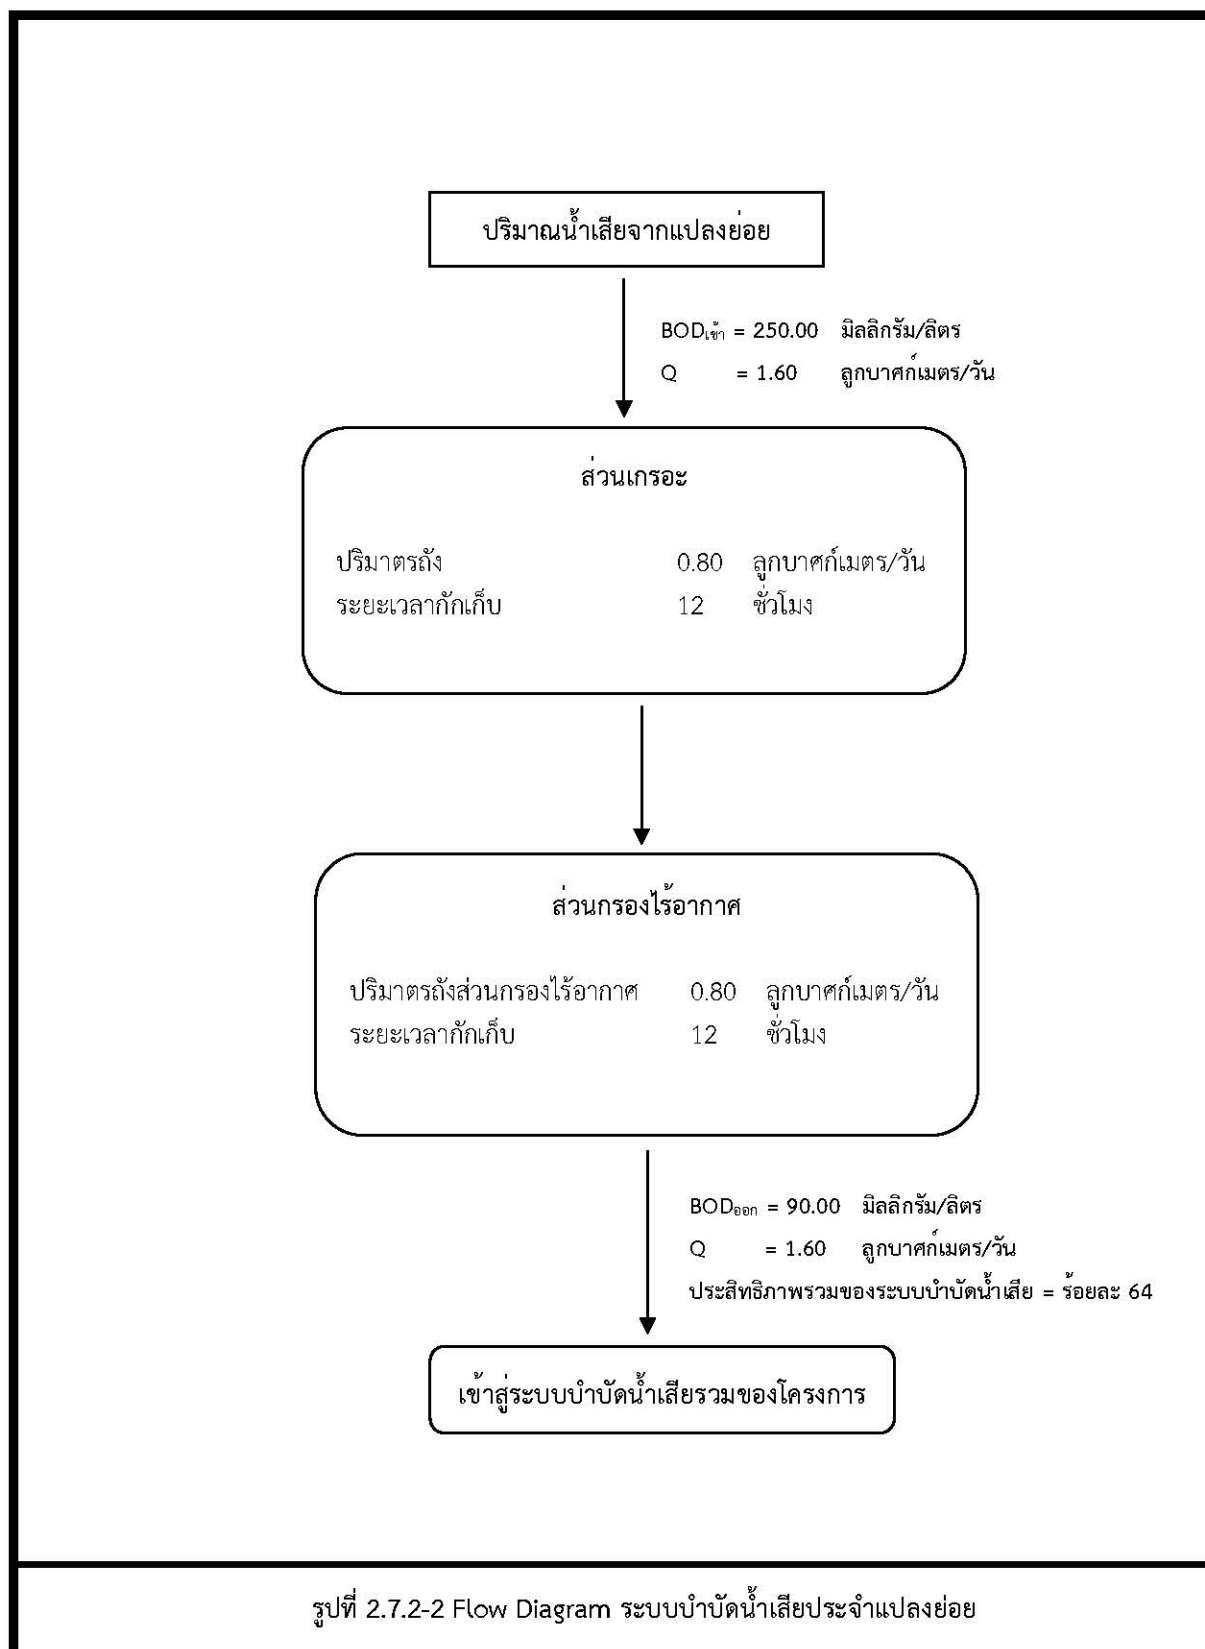 ปริมาณน้ำเสียจากแปลงย่อย
BODเข้า = 250.00 มิลลิกรัม/ลิตร
Q = 1.60 ลูกบาศก์เมตร/วัน
ส่วนเกรอะ
ปริมาตรถัง 0.80 ลูกบาศก์เมตร/วัน
ระยะเวลากักเก็บ 12 ชั่วโมง
ส่วนกรองไร้อากาศ
ปริมาตรถังส่วนกรองไร้อากาศ 0.80 ลูกบาศก์เมตร/วัน
ระยะเวลากักเก็บ 12 ชั่วโมง
BODออก = 90.00 มิลลิกรัม/ลิตร
Q = 1.60 ลูกบาศก์เมตร/วัน
ประสิทธิภาพรวมของระบบบำบัดน้ำเสีย = ร้อยละ 64
เข้าสู่ระบบบำบัดน้ำเสียรวมของโครงการ
รูปที่ 2.7.2-2 Flow Diagram ระบบบำบัดน้ำเสียประจำแปลงย่อย